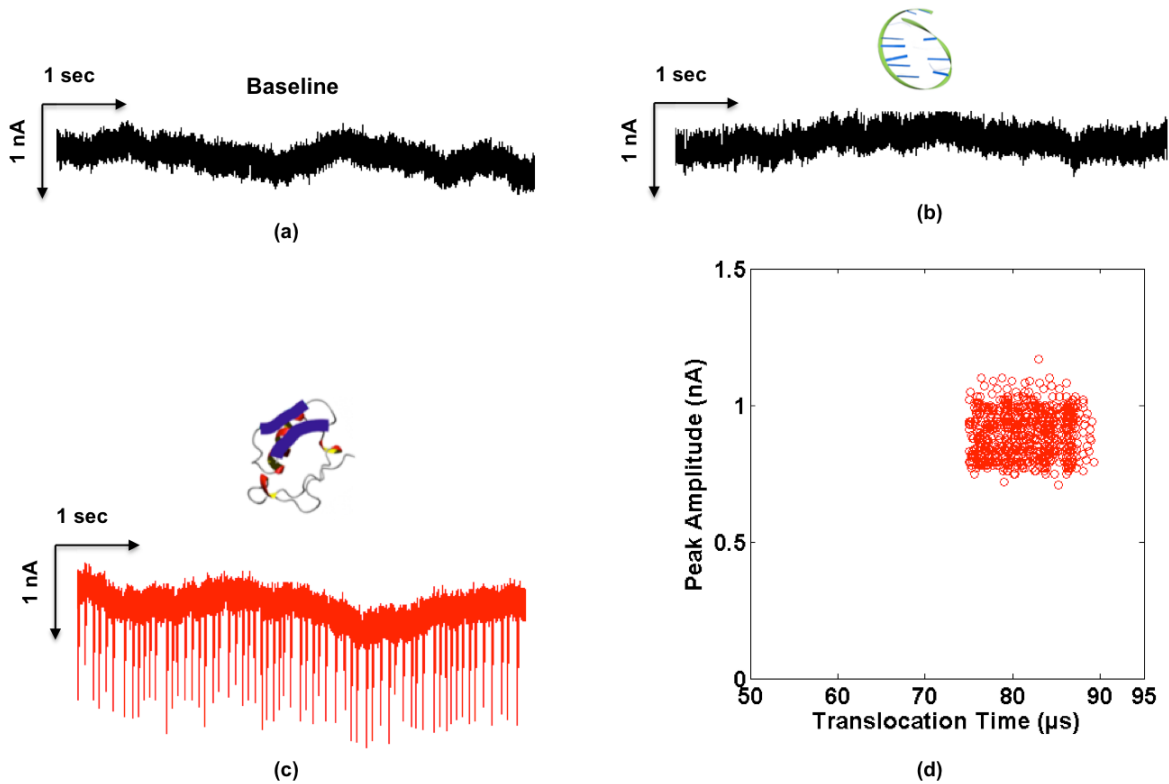 1 sec
Baseline
1 nA
(a)
1 sec
1 nA
(b)
1 sec
1 nA
(c)
1.5
1
0.5
0
Peak Amplitude (nA)
50 60 70 80 90 95
Translocation Time (µs)
(d)